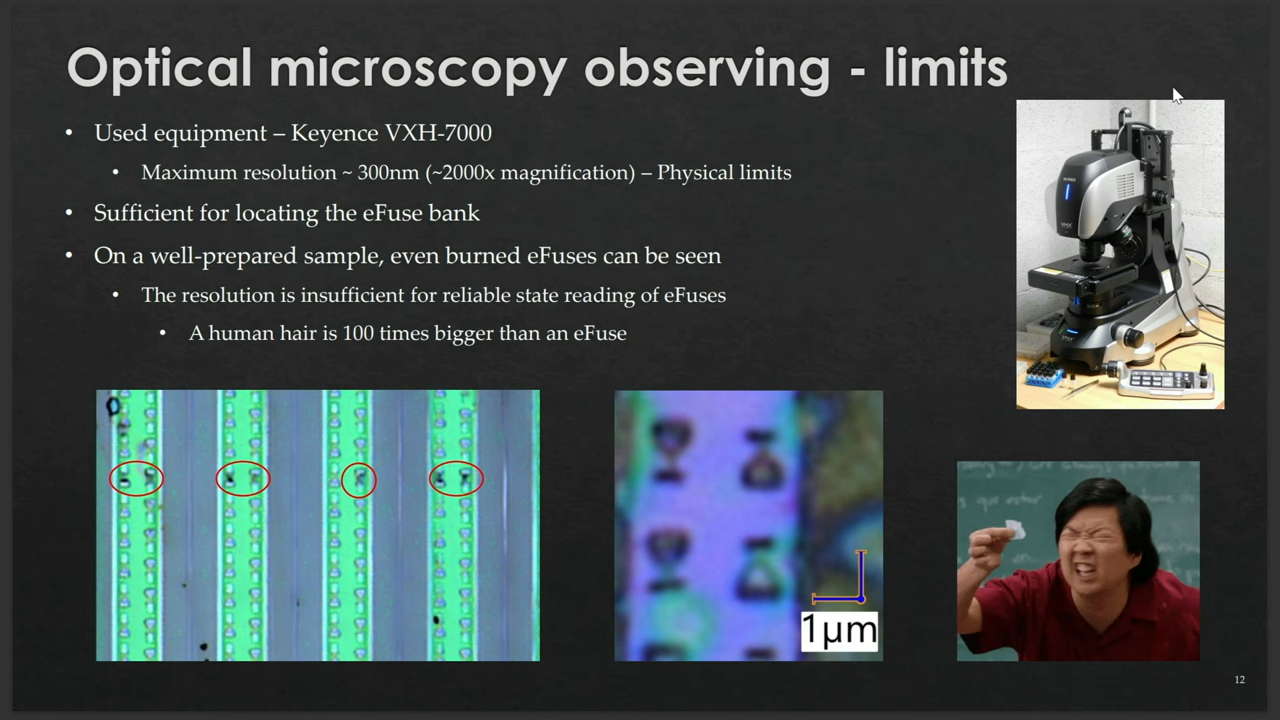 Optical microscopy observing - limits
• Used equipment – Keyence VXH-7000
• Maximum resolution ~ 300nm (~2000x magnification) – Physical limits
• Sufficient for locating the eFuse bank
• On a well-prepared sample, even burned eFuses can be seen
• The resolution is insufficient for reliable state reading of eFuses
• A human hair is 100 times bigger than an eFuse
1µm
12